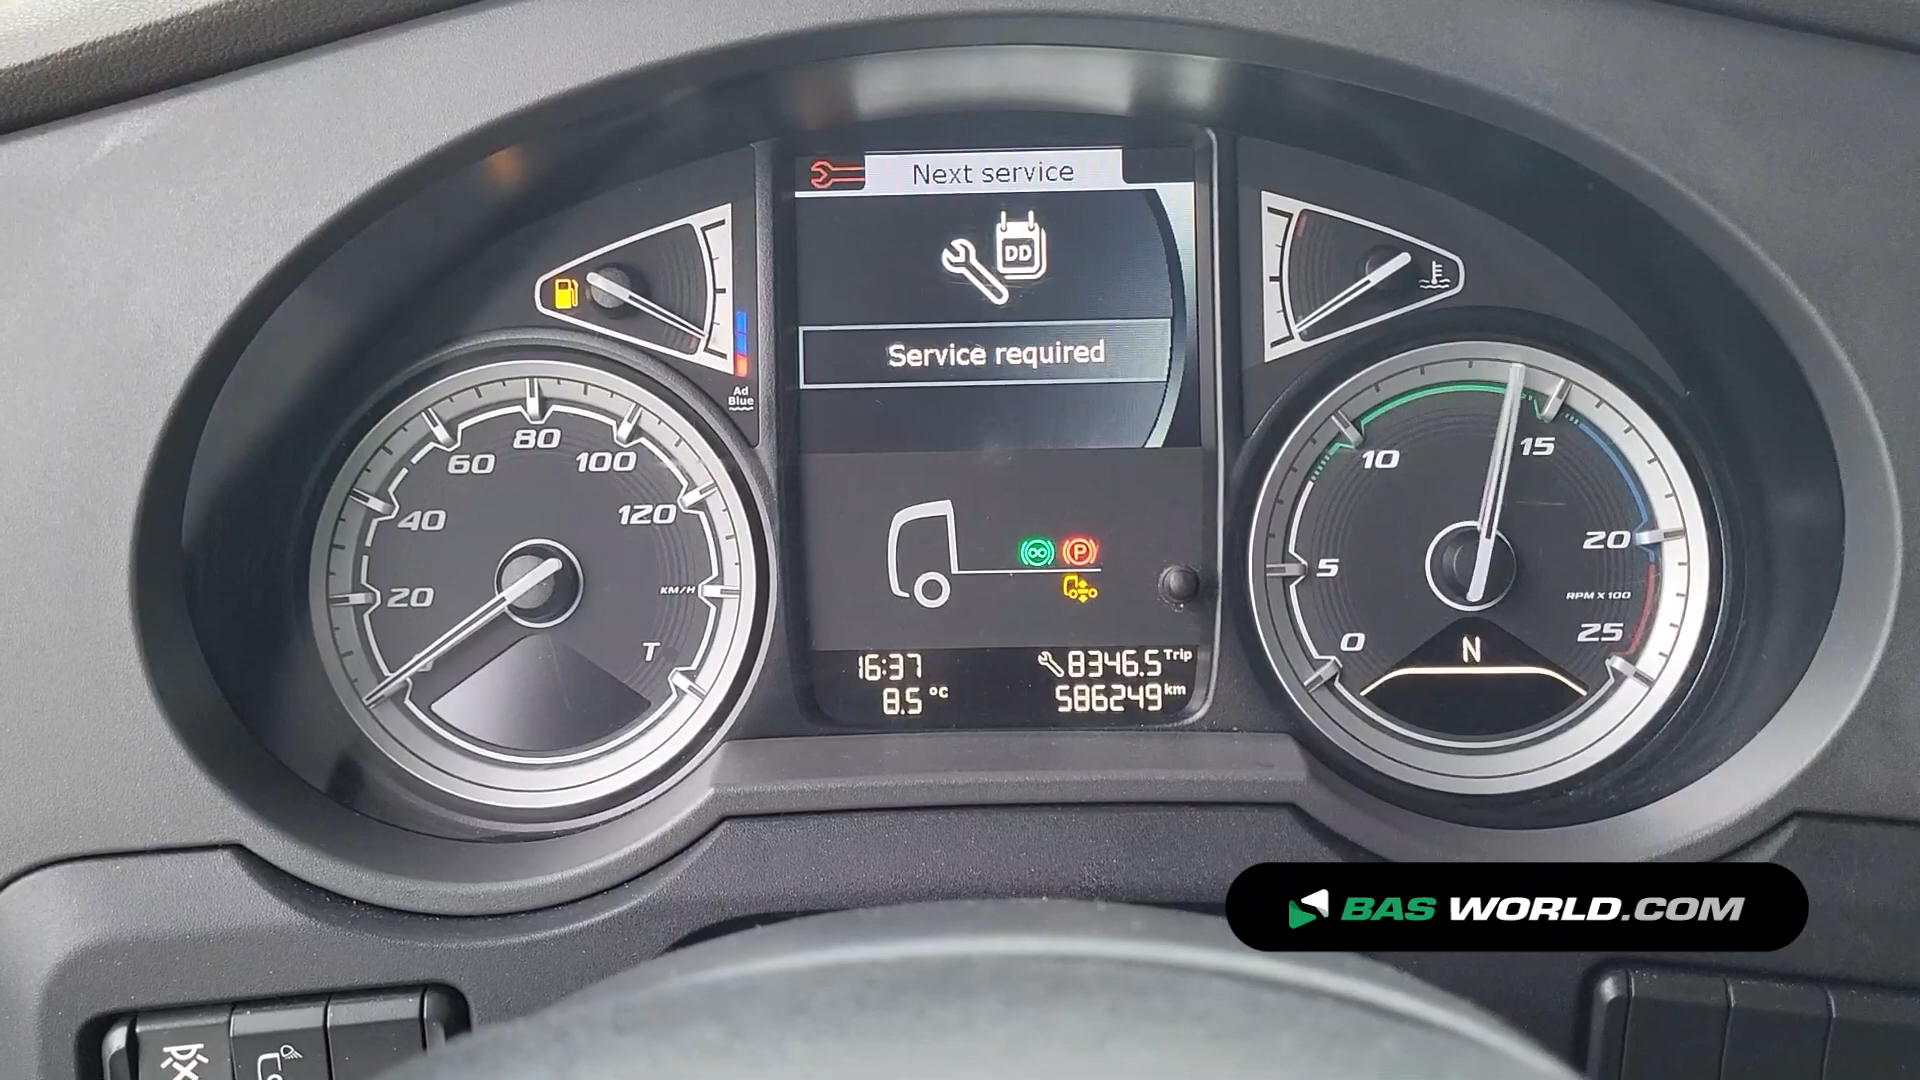 Next service
DD
Service required
Ad
Blue
20
40
60
80
100
120
KM/H
T
P
16:37
8346.5 Trip
8.5 °C
586249 km
0
5
10
15
20
25
RPM X 100
N
BAS WORLD.COM